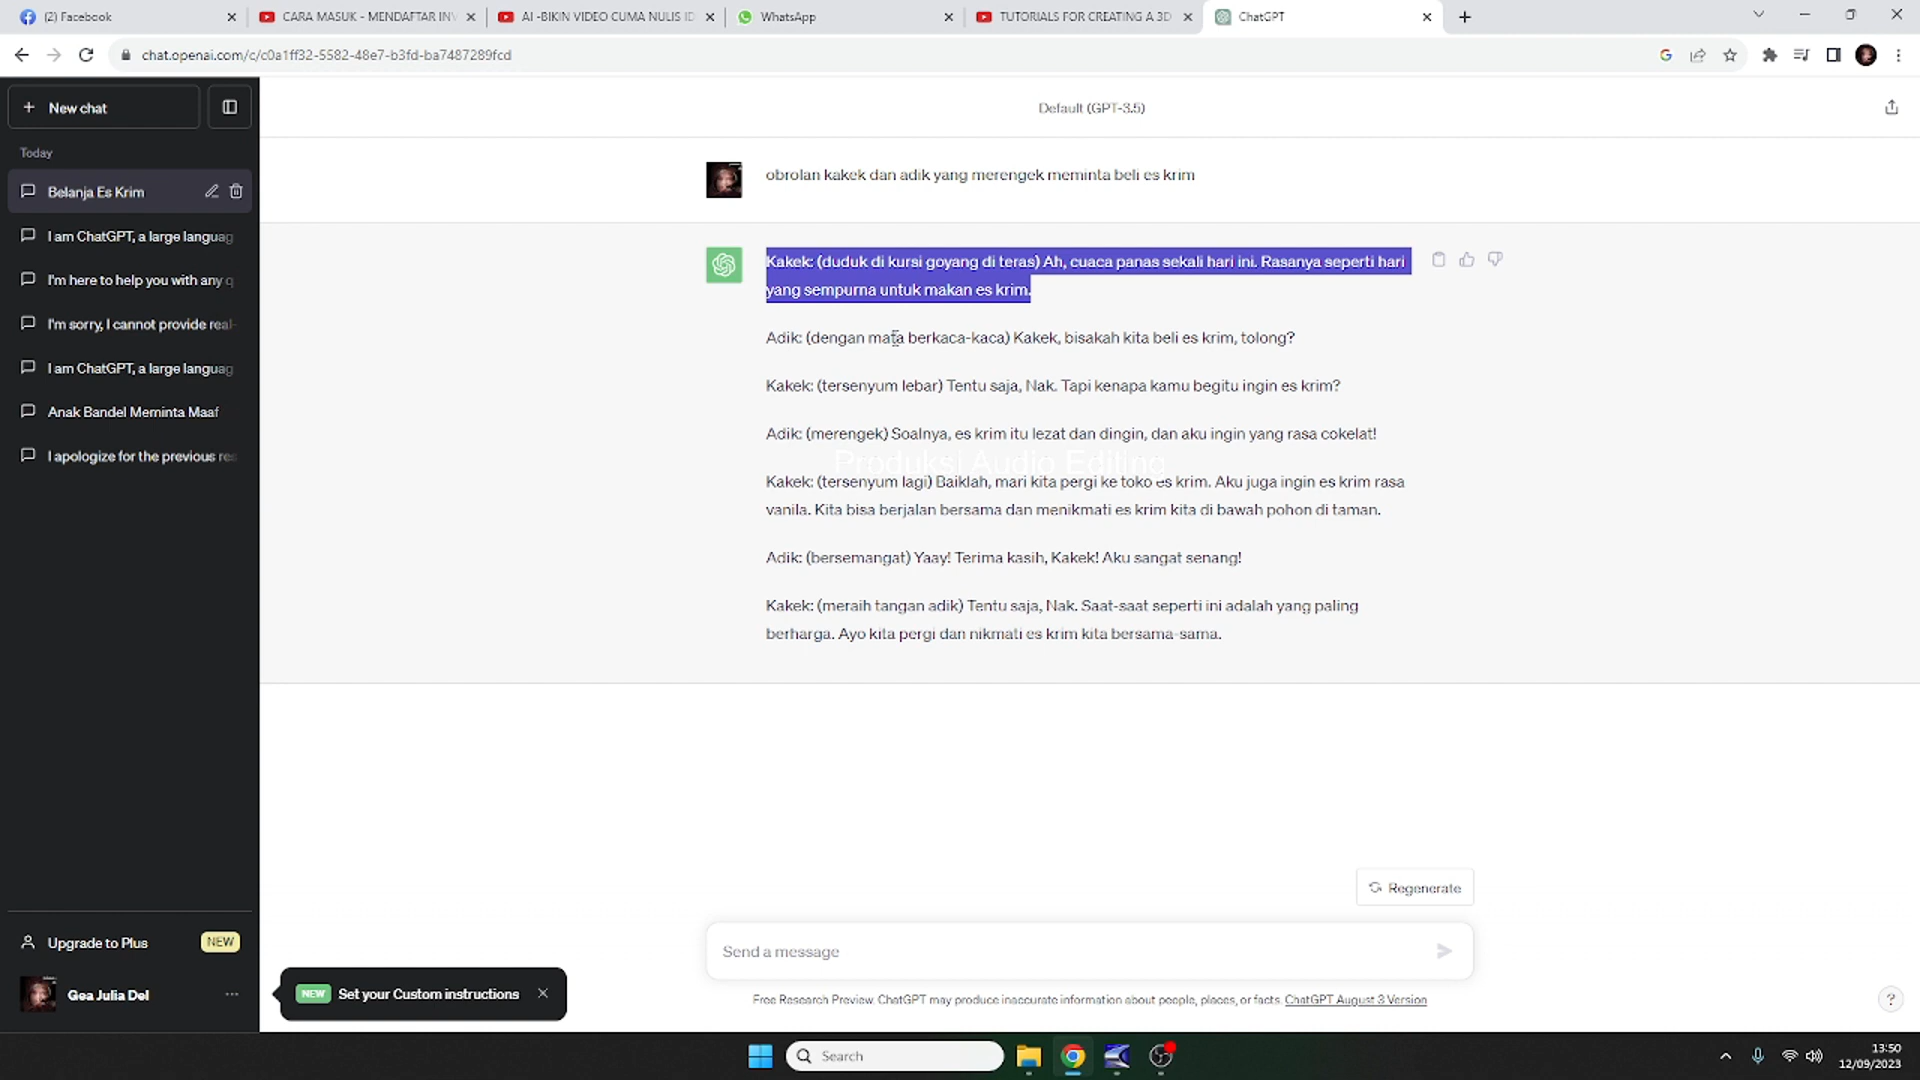 (2) Facebook
CARA MASUK - MENDAFTAR INV
AI -BIKIN VIDEO CUMA NULIS ID
WhatsApp
TUTORIALS FOR CREATING A 3D
ChatGPT
chat.openai.com/c/c0a1ff32-5582-48e7-b3fd-ba7487289fcd
New chat
Today
Belanja Es Krim
I am ChatGPT, a large languag
I'm here to help you with any q
I'm sorry, I cannot provide real-
I am ChatGPT, a large languag
Anak Bandel Meminta Maaf
I apologize for the previous res
Upgrade to Plus
NEW
Gea Julia Del
Default (GPT-3.5)
obrolan kakek dan adik yang merengek meminta beli es krim
Kakek: (duduk di kursi goyang di teras) Ah, cuaca panas sekali hari ini. Rasanya seperti hari
yang sempurna untuk makan es krim.
Adik: (dengan mata berkaca-kaca) Kakek, bisakah kita beli es krim, tolong?
Kakek: (tersenyum lebar) Tentu saja, Nak. Tapi kenapa kamu begitu ingin es krim?
Adik: (merengek) Soalnya, es krim itu lezat dan dingin, dan aku ingin yang rasa cokelat!
Produksi Audio Editing
Kakek: (tersenyum lagi) Baiklah, mari kita pergi ke toko es krim. Aku juga ingin es krim rasa
vanila. Kita bisa berjalan bersama dan menikmati es krim kita di bawah pohon di taman.
Adik: (bersemangat) Yaay! Terima kasih, Kakek! Aku sangat senang!
Kakek: (meraih tangan adik) Tentu saja, Nak. Saat-saat seperti ini adalah yang paling
berharga. Ayo kita pergi dan nikmati es krim kita bersama-sama.
Regenerate
Send a message
NEW Set your Custom instructions
Free Research Preview. ChatGPT may produce inaccurate information about people, places, or facts. ChatGPT August 3 Version
?
Search
13:50
12/09/2023